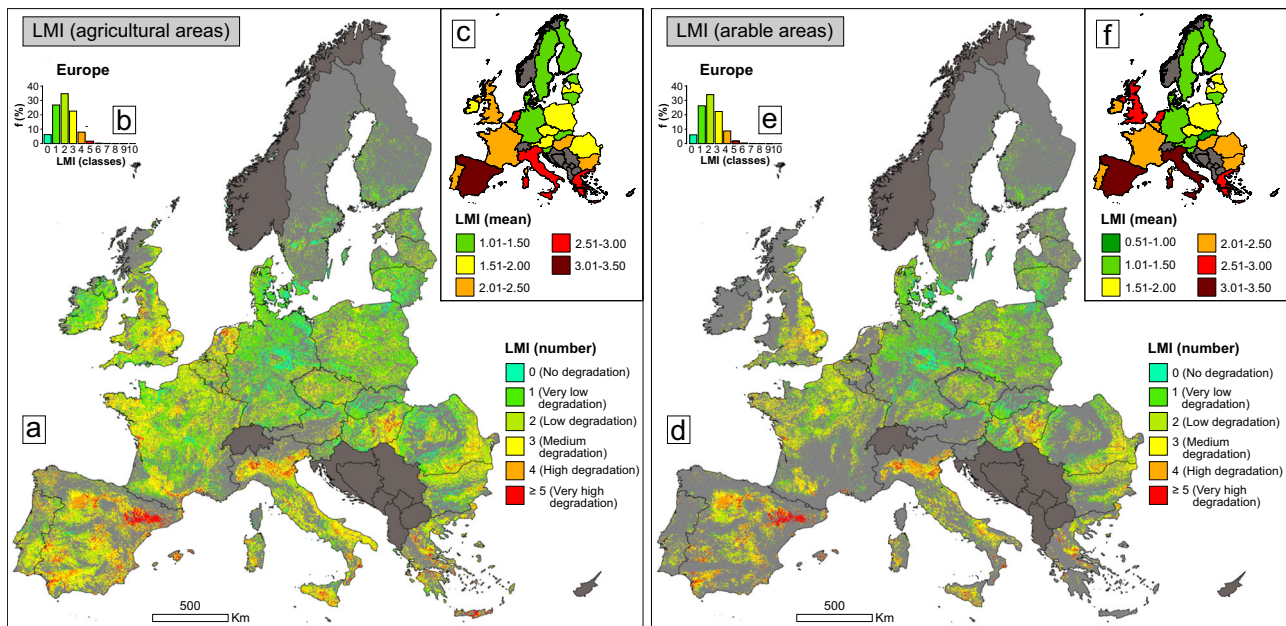 LMI (agricultural areas)
Europe
f (%)
40
30
20
10
0
b
0 1 2 3 4 5 6 7 8 910
LMI (classes)
c
LMI (mean)
1.01-1.50
1.51-2.00
2.01-2.50
2.51-3.00
3.01-3.50
LMI (number)
0 (No degradation)
1 (Very low
degradation)
2 (Low degradation)
3 (Medium
degradation)
4 (High degradation)
≥ 5 (Very high
degradation)
a
500
Km
LMI (arable areas)
Europe
f (%)
40
30
20
10
0
e
0 1 2 3 4 5 6 7 8 910
LMI (classes)
f
LMI (mean)
0.51-1.00
1.01-1.50
1.51-2.00
2.01-2.50
2.51-3.00
3.01-3.50
LMI (number)
0 (No degradation)
1 (Very low
degradation)
2 (Low degradation)
3 (Medium
degradation)
4 (High degradation)
≥ 5 (Very high
degradation)
d
500
Km